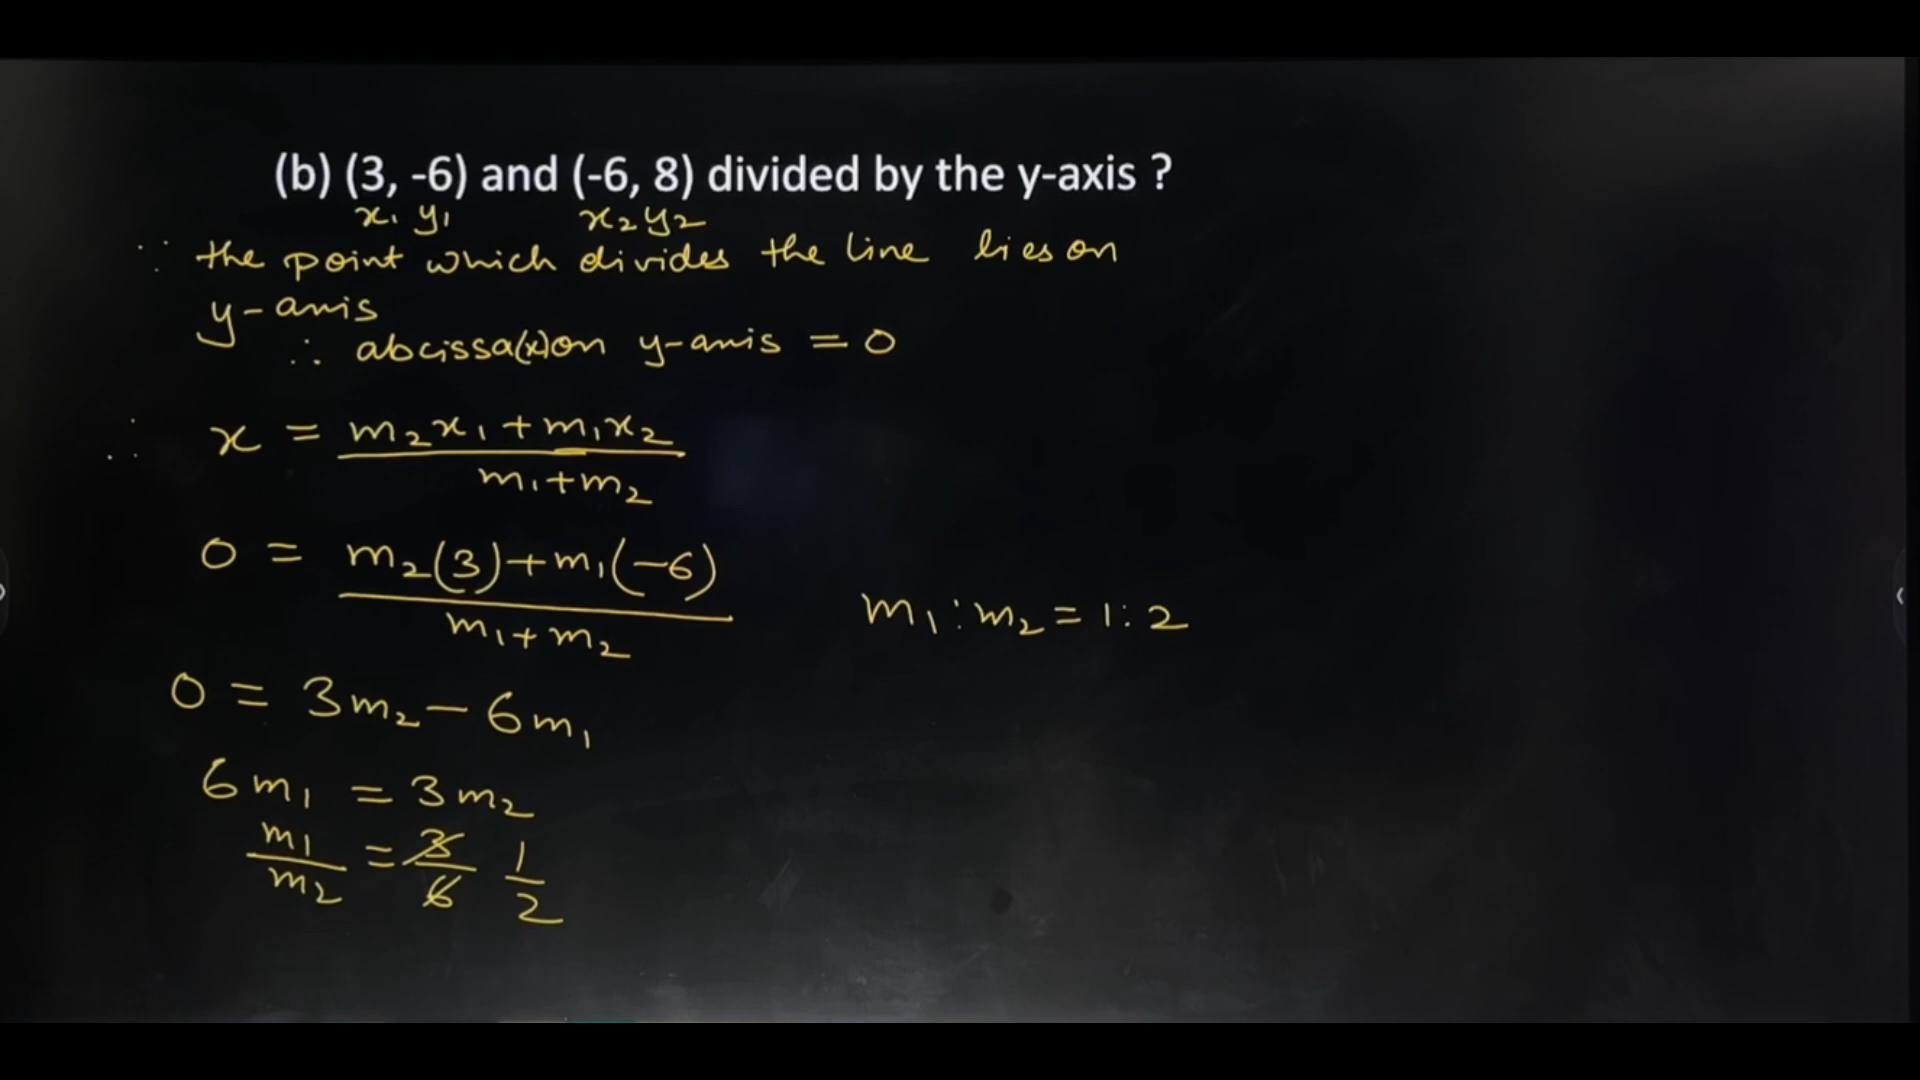 (b) (3, -6) and (-6, 8) divided by the y-axis ?
x₁ y₁ x₂ y₂
∵ the point which divides the line lies on
y-axis
∴ abcissa(x)on y-axis = 0
∴ x = m₂x₁ + m₁x₂
m₁ + m₂
0 = m₂(3) + m₁(-6)
m₁ + m₂
m₁ : m₂ = 1 : 2
0 = 3m₂ - 6m₁
6m₁ = 3m₂
m₁/m₂ = 3/6 1/2